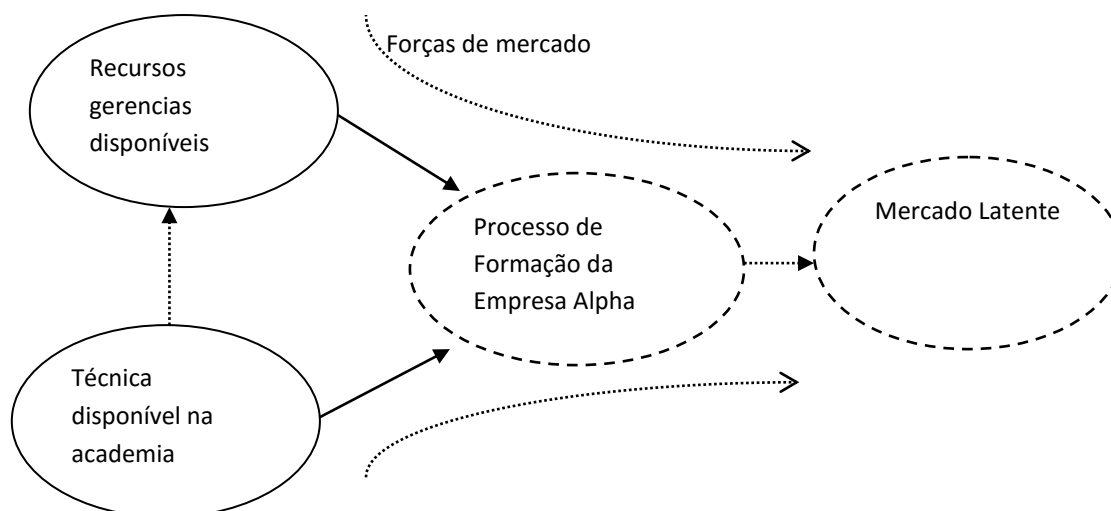 Forças de mercado
Recursos
gerencias
disponíveis
Processo de
Formação da
Empresa Alpha
Mercado Latente
Técnica
disponível na
academia